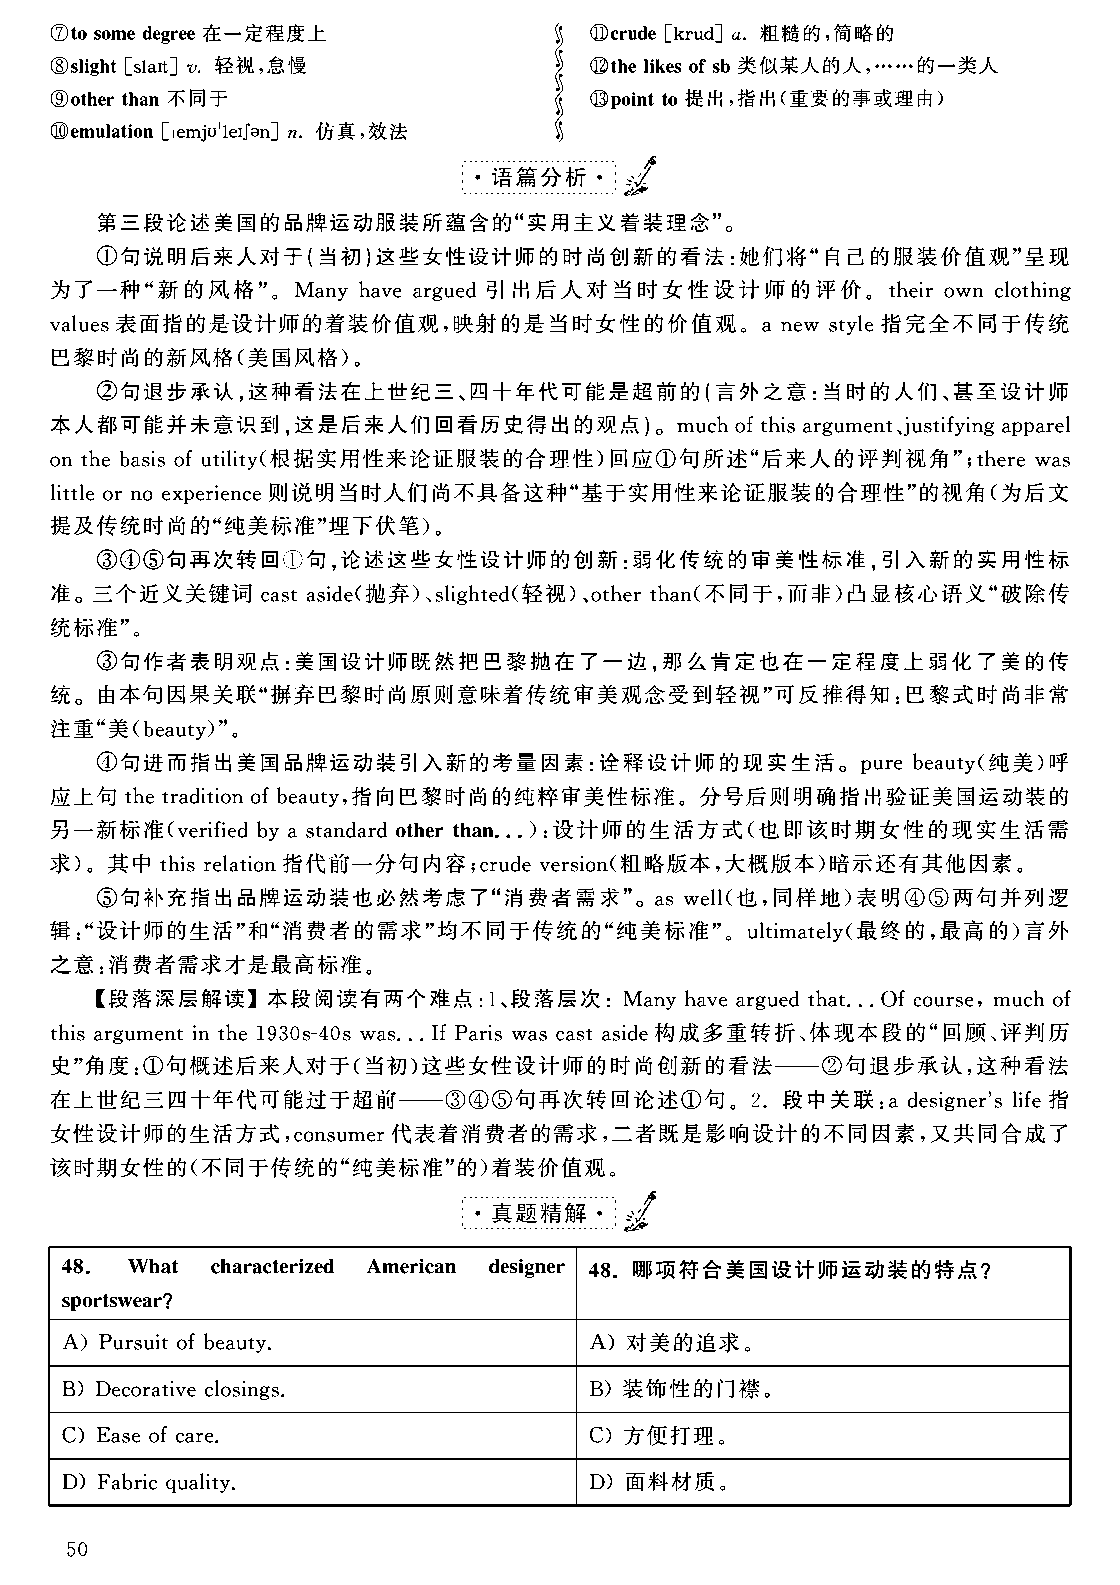 ⑦to some degree 在一定程度上
⑧slight [slaɪt] v. 轻视,怠慢
⑨other than 不同于
⑩emulation [ˌemjʊˈleɪʃən] n. 仿真,效法
⑪crude [krud] a. 粗糙的,简略的
⑫the likes of sb 类似某人的人,……的一类人
⑬point to 提出,指出(重要的事或理由)
·语篇分析·
第三段论述美国的品牌运动服装所蕴含的“实用主义着装理念”。
①句说明后来人对于(当初)这些女性设计师的时尚创新的看法:她们将“自己的服装价值观”呈现
为了一种“新的风格”。Many have argued 引出后人对当时女性设计师的评价。their own clothing
values 表面指的是设计师的着装价值观,映射的是当时女性的价值观。a new style 指完全不同于传统
巴黎时尚的新风格(美国风格)。
②句退步承认,这种看法在上世纪三、四十年代可能是超前的(言外之意:当时的人们、甚至设计师
本人都可能并未意识到,这是后来人们回看历史得出的观点)。much of this argument、justifying apparel
on the basis of utility(根据实用性来论证服装的合理性)回应①句所述“后来人的评判视角”;there was
little or no experience 则说明当时人们尚不具备这种“基于实用性来论证服装的合理性”的视角(为后文
提及传统时尚的“纯美标准”埋下伏笔)。
③④⑤句再次转回①句,论述这些女性设计师的创新:弱化传统的审美性标准,引入新的实用性标
准。三个近义关键词 cast aside(抛弃)、slighted(轻视)、other than(不同于,而非)凸显核心语义“破除传
统标准”。
③句作者表明观点:美国设计师既然把巴黎抛在了一边,那么肯定也在一定程度上弱化了美的传
统。由本句因果关联“摒弃巴黎时尚原则意味着传统审美观念受到轻视”可反推得知:巴黎式时尚非常
注重“美(beauty)”。
④句进而指出美国品牌运动装引入新的考量因素:诠释设计师的现实生活。pure beauty(纯美)呼
应上句 the tradition of beauty,指向巴黎时尚的纯粹审美性标准。分号后则明确指出验证美国运动装的
另一新标准(verified by a standard other than...):设计师的生活方式(也即该时期女性的现实生活需
求)。其中 this relation 指代前一分句内容;crude version(粗略版本,大概版本)暗示还有其他因素。
⑤句补充指出品牌运动装也必然考虑了“消费者需求”。as well(也,同样地)表明④⑤两句并列逻
辑:“设计师的生活”和“消费者的需求”均不同于传统的“纯美标准”。ultimately(最终的,最高的)言外
之意:消费者需求才是最高标准。
【段落深层解读】本段阅读有两个难点:1、段落层次: Many have argued that...Of course, much of
this argument in the 1930s-40s was...If Paris was cast aside 构成多重转折、体现本段的“回顾、评判历
史”角度:①句概述后来人对于(当初)这些女性设计师的时尚创新的看法——②句退步承认,这种看法
在上世纪三四十年代可能过于超前——③④⑤句再次转回论述①句。2. 段中关联:a designer's life 指
女性设计师的生活方式,consumer 代表着消费者的需求,二者既是影响设计的不同因素,又共同合成了
该时期女性的(不同于传统的“纯美标准”的)着装价值观。
·真题精解·
48. What characterized American designer
sportswear?
48. 哪项符合美国设计师运动装的特点?
A) Pursuit of beauty.
A) 对美的追求。
B) Decorative closings.
B) 装饰性的门襟。
C) Ease of care.
C) 方便打理。
D) Fabric quality.
D) 面料材质。
50